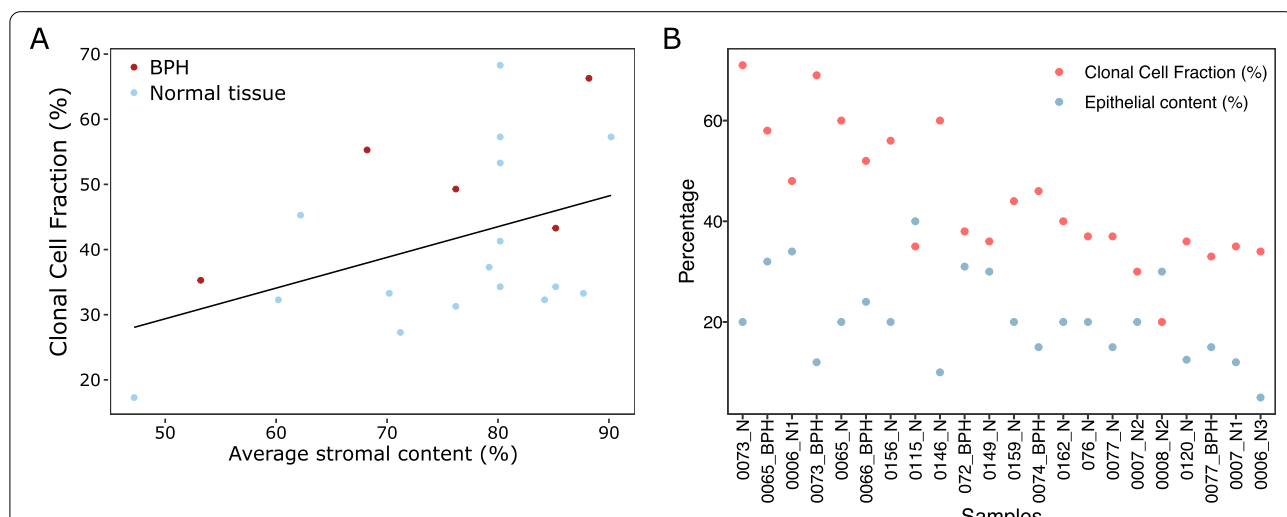 A
70
60
50
40
30
20
Clonal Cell Fraction (%)
BPH
Normal tissue
50 60 70 80 90
Average stromal content (%)
B
60
40
20
Percentage
Clonal Cell Fraction (%)
Epithelial content (%)
0073_N
0065_BPH
0006_N1
0073_BPH
0065_N
0066_BPH
0156_N
0115_N
0146_N
072_BPH
0149_N
0159_N
0074_BPH
0162_N
076_N
0077_N
0007_N2
0008_N2
0120_N
0077_BPH
0007_N1
0006_N3
Samples